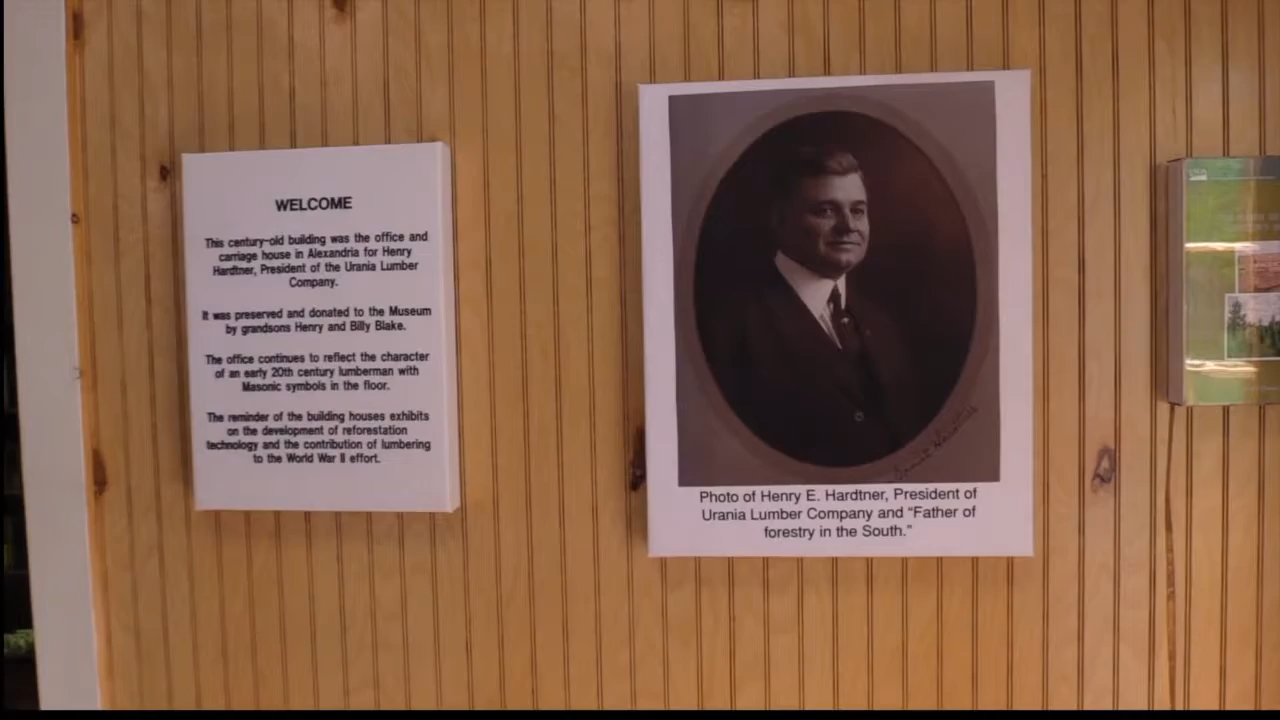 WELCOME
This century-old building was the office and
carriage house in Alexandria for Henry
Hardtner, President of the Urania Lumber
Company.
It was preserved and donated to the Museum
by grandsons Henry and Billy Blake.
The office continues to reflect the character
of an early 20th century lumberman with
Masonic symbols in the floor.
The reminder of the building houses exhibits
on the development of reforestation
technology and the contribution of lumbering
to the World War II effort.
Photo of Henry E. Hardtner, President of
Urania Lumber Company and “Father of
forestry in the South.”
USDA